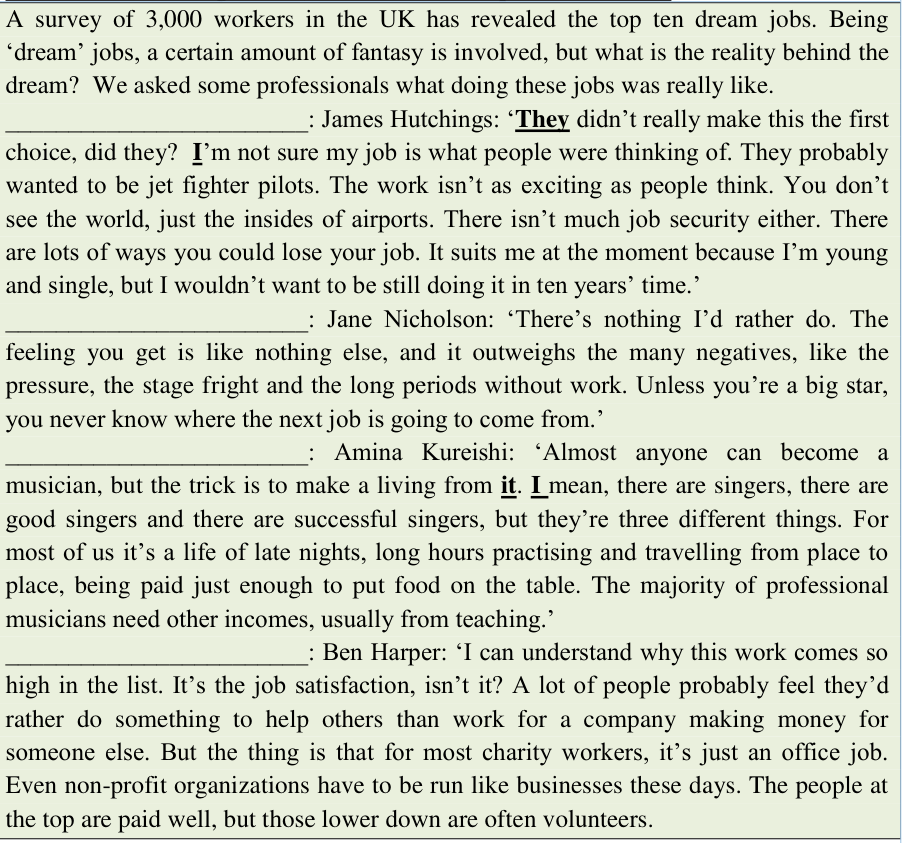 A survey of 3,000 workers in the UK has revealed the top ten dream jobs. Being
‘dream’ jobs, a certain amount of fantasy is involved, but what is the reality behind the
dream?  We asked some professionals what doing these jobs was really like.
_________________________: James Hutchings: ‘They didn’t really make this the first
choice, did they?  I’m not sure my job is what people were thinking of. They probably
wanted to be jet fighter pilots. The work isn’t as exciting as people think. You don’t
see the world, just the insides of airports. There isn’t much job security either. There
are lots of ways you could lose your job. It suits me at the moment because I’m young
and single, but I wouldn’t want to be still doing it in ten years’ time.’
_________________________: Jane Nicholson: ‘There’s nothing I’d rather do. The
feeling you get is like nothing else, and it outweighs the many negatives, like the
pressure, the stage fright and the long periods without work. Unless you’re a big star,
you never know where the next job is going to come from.’
_________________________: Amina Kureishi: ‘Almost anyone can become a
musician, but the trick is to make a living from it. I mean, there are singers, there are
good singers and there are successful singers, but they’re three different things. For
most of us it’s a life of late nights, long hours practising and travelling from place to
place, being paid just enough to put food on the table. The majority of professional
musicians need other incomes, usually from teaching.’
_________________________: Ben Harper: ‘I can understand why this work comes so
high in the list. It’s the job satisfaction, isn’t it? A lot of people probably feel they’d
rather do something to help others than work for a company making money for
someone else. But the thing is that for most charity workers, it’s just an office job.
Even non-profit organizations have to be run like businesses these days. The people at
the top are paid well, but those lower down are often volunteers.